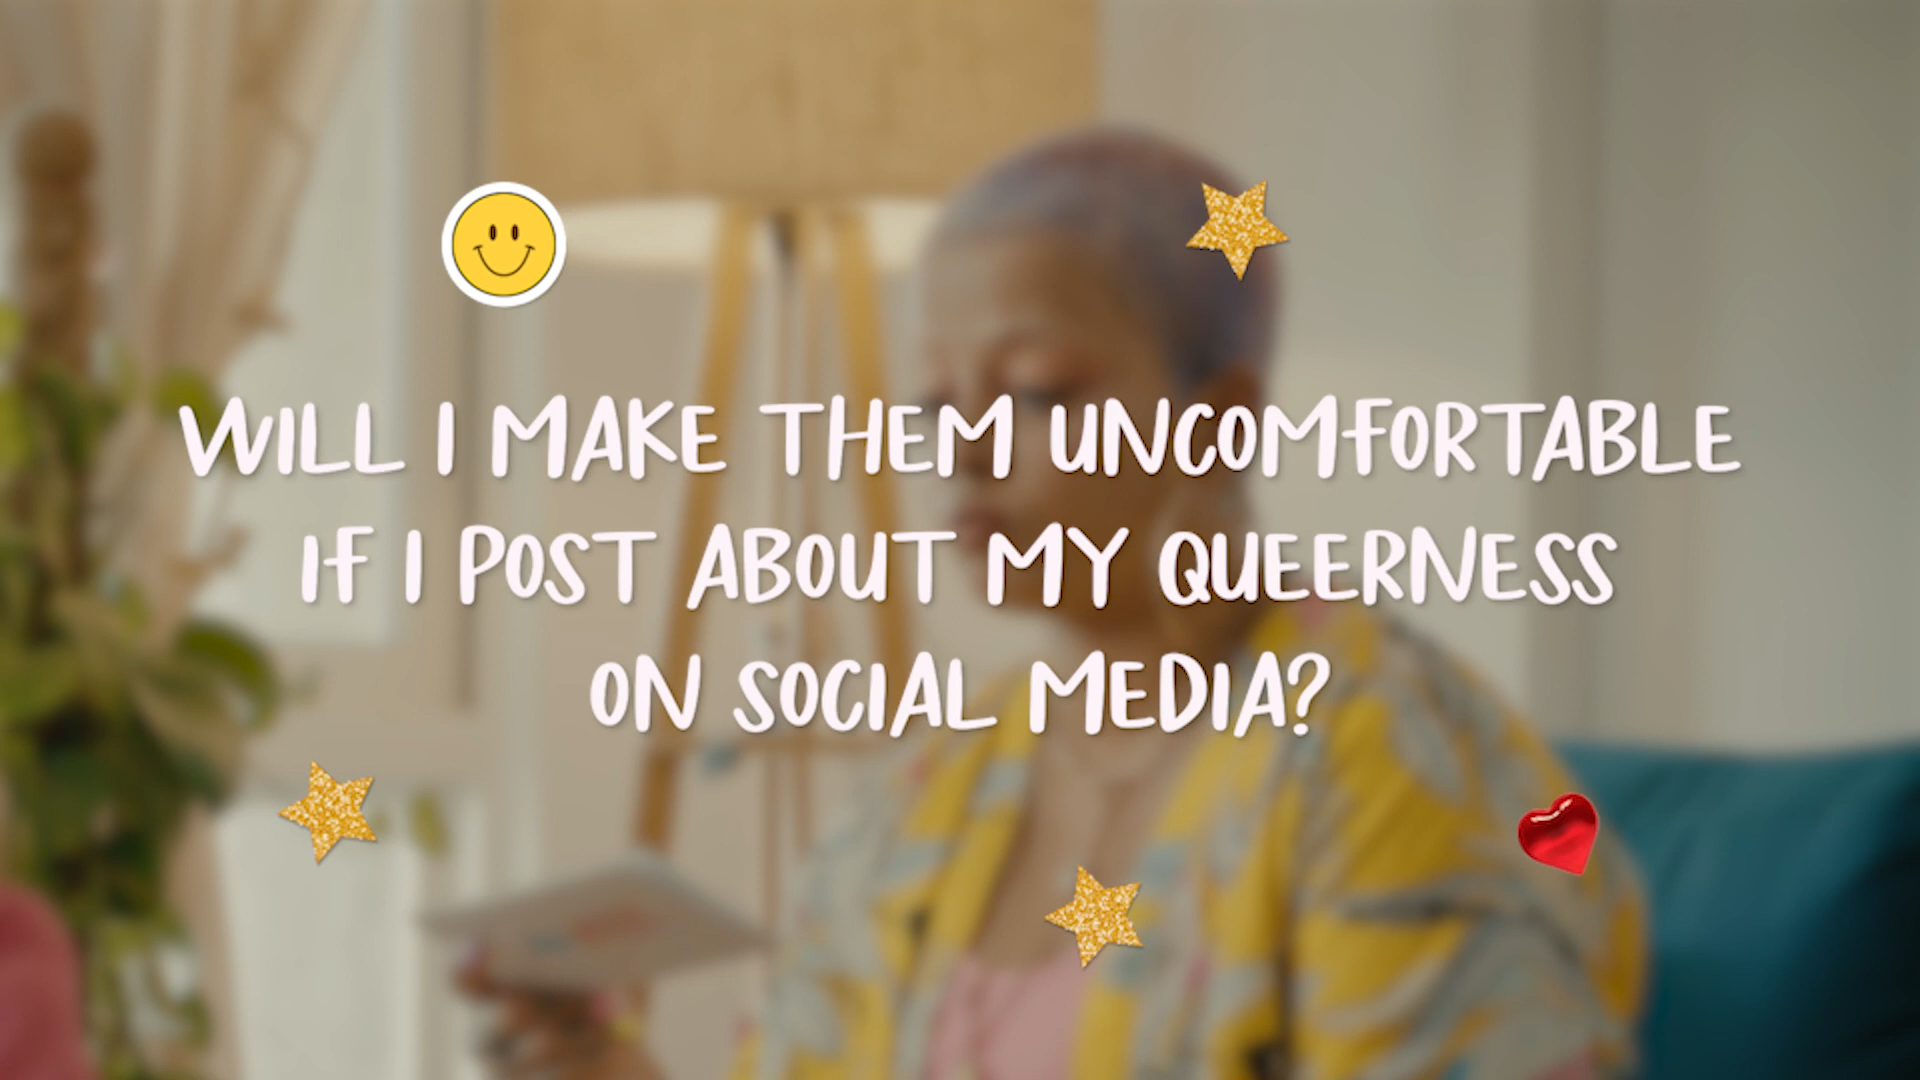 WILL I MAKE THEM UNCOMFORTABLE
IF I POST ABOUT MY QUEERNESS
ON SOCIAL MEDIA?